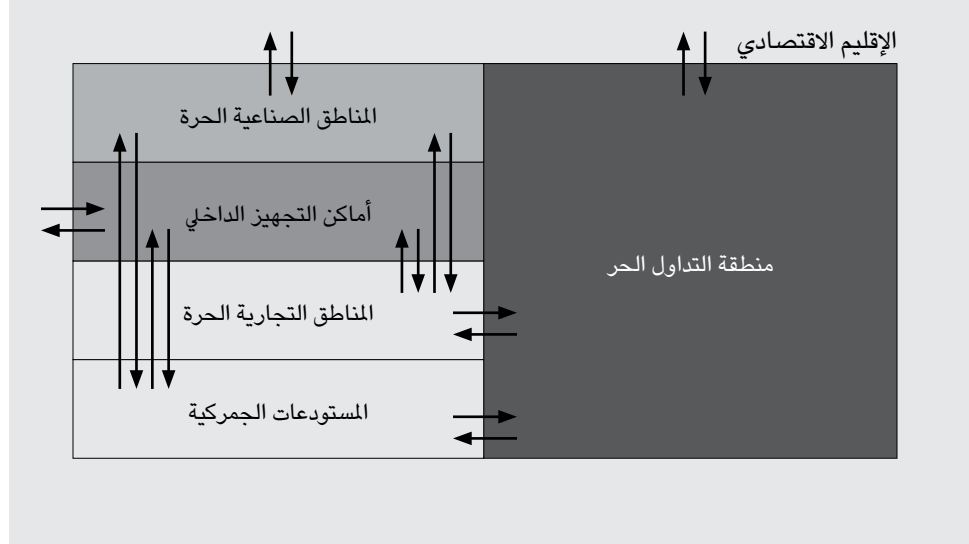 الإقليم الاقتصادي
المناطق الصناعية الحرة
أماكن التجهيز الداخلي
منطقة التداول الحر
المناطق التجارية الحرة
المستودعات الجمركية